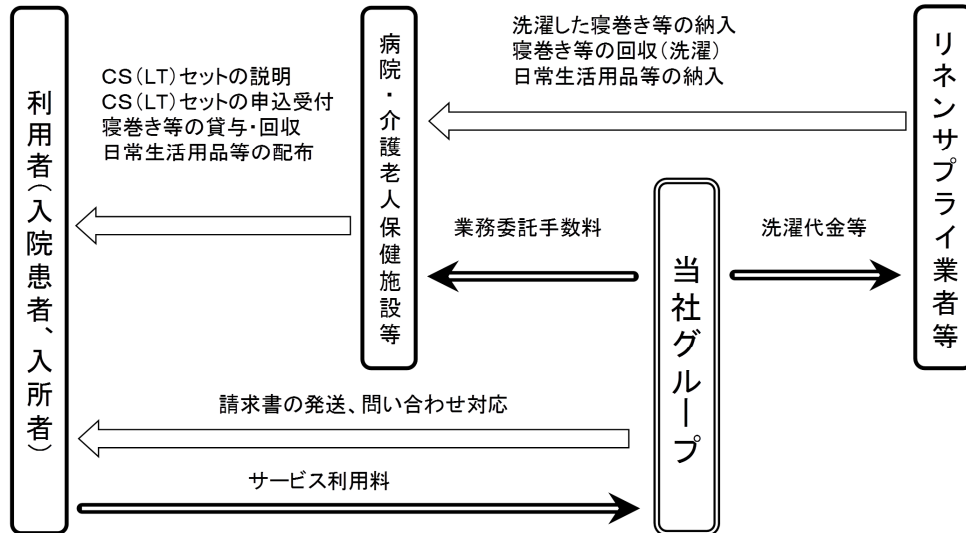 利用者(入院患者、入所者)
CS(LT)セットの説明
CS(LT)セットの申込受付
寝巻き等の貸与・回収
日常生活用品等の配布
病院・介護老人保健施設等
洗濯した寝巻き等の納入
寝巻き等の回収(洗濯)
日常生活用品等の納入
リネンサプライ業者等
業務委託手数料
当社グループ
洗濯代金等
請求書の発送、問い合わせ対応
サービス利用料